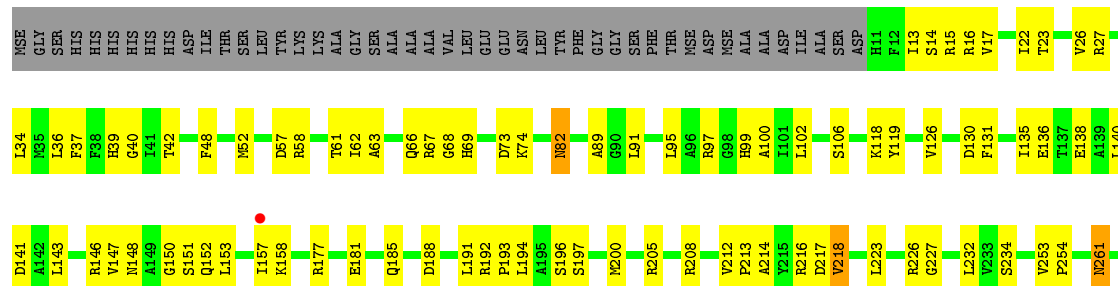 MSE GLY SER HIS HIS HIS HIS HIS HIS ASP ILE THR SER LEU TYR LYS LYS ALA GLY SER ALA ALA ALA VAL LEU GLU GLU ASN LEU TYR PHE GLY GLY SER PHE THR MSE ASP MSE ALA ALA ASP ILE ALA SER ASP H11 F12 I13 S14 R15 R16 V17 I22 T23 V26 R27
L34 M35 L36 F37 F38 H39 G40 I41 T42 F48 M52 D57 R58 T61 I62 A63 Q66 R67 G68 H69 D73 K74 N82 A89 G90 L91 L95 A96 R97 G98 H99 A100 I101 L102 S106 K118 Y119 V126 D130 F131 I135 E136 T137 E138 A139 L140
D141 A142 L143 R146 V147 N148 A149 G150 S151 Q152 L153 I157 K158 R177 E181 Q185 D188 L191 R192 P193 L194 A195 S196 S197 M200 R205 R208 V212 P213 A214 Y215 R216 D217 V218 L223 R226 G227 L232 V233 S234 V253 P254 N261